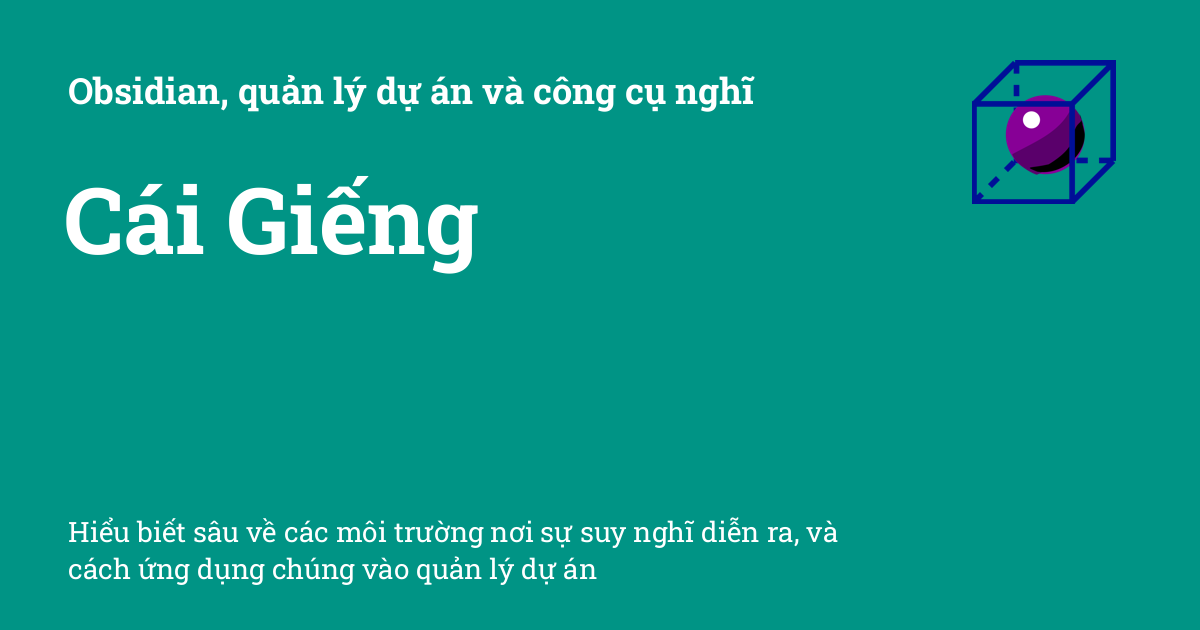 Obsidian, quản lý dự án và công cụ nghĩ
Cái Giếng
Hiểu biết sâu về các môi trường nơi sự suy nghĩ diễn ra, và
cách ứng dụng chúng vào quản lý dự án